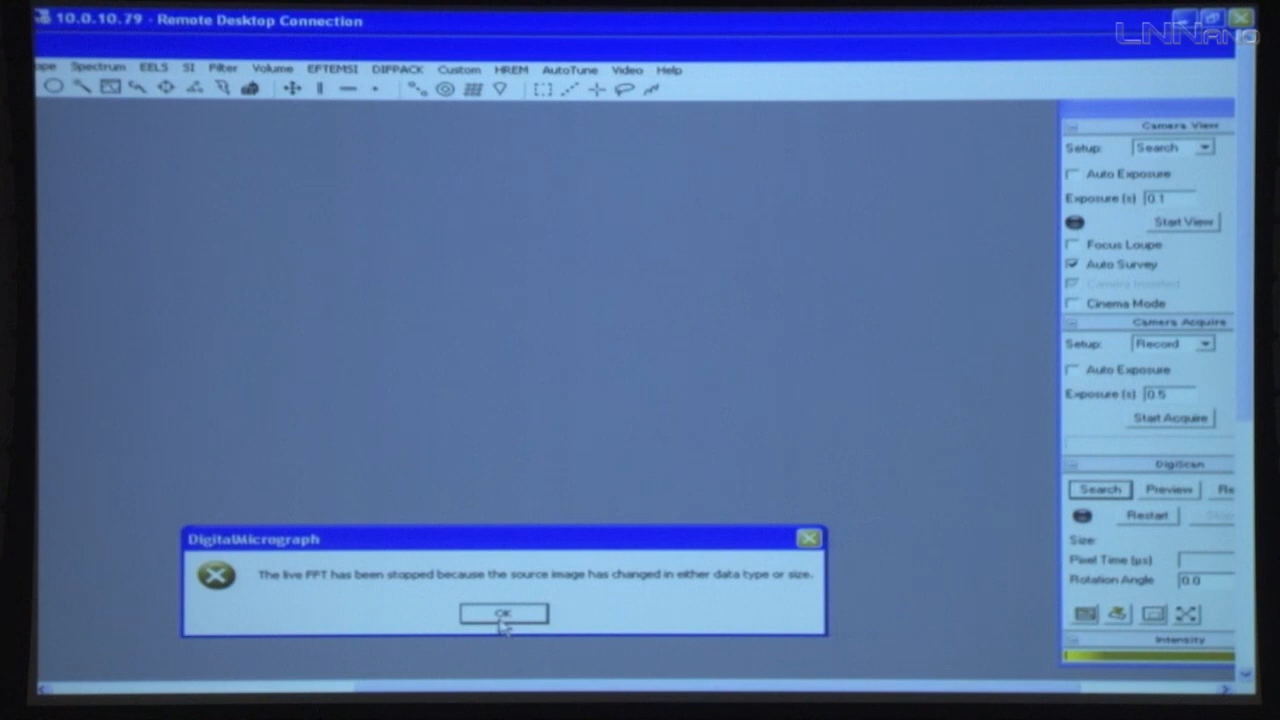 10.0.10.79 - Remote Desktop Connection
LNNano
ope Spectrum EELS SI Filter Volume EFTEMSI DIFPACK Custom HREM AutoTune Video Help
Camera View
Setup: Search
Auto Exposure
Exposure (s) 0.1
Start View
Focus Loupe
Auto Survey
Camera Inserted
Cinema Mode
Camera Acquire
Setup: Record
Auto Exposure
Exposure (s) 0.5
Start Acquire
DigiScan
Search Preview Re
Restart
Size:
Pixel Time (µs)
Rotation Angle 0.0
Intensity
DigitalMicrograph
The live FFT has been stopped because the source image has changed in either data type or size.
OK